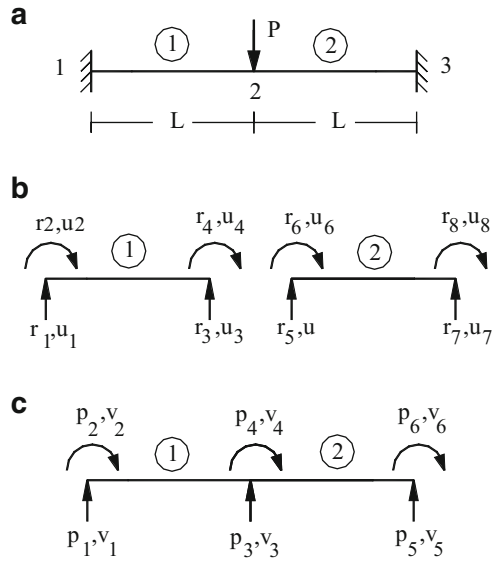 a
1 P 2
1 3
2
L L
b
r2,u2 1 r4,u4 r6,u6 2 r8,u8
r1,u1 r3,u3 r5,u r7,u7
c
p2,v2 1 p4,v4 2 p6,v6
p1,v1 p3,v3 p5,v5